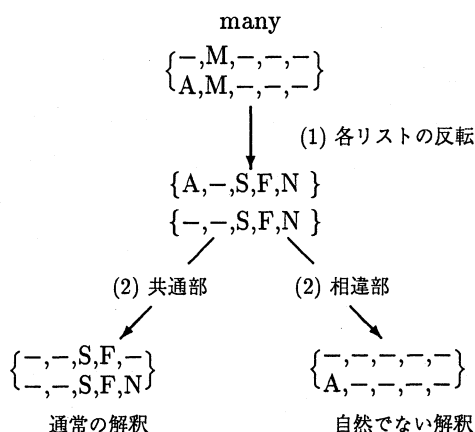 many
{−,M,−,−,−}
A,M,−,−,−
(1) 各リストの反転
{A,−,S,F,N }
{−,−,S,F,N }
(2) 共通部 (2) 相違部
{−,−,S,F,−} {−,−,−,−,−}
−,−,S,F,N A,−,−,−,−
通常の解釈 自然でない解釈